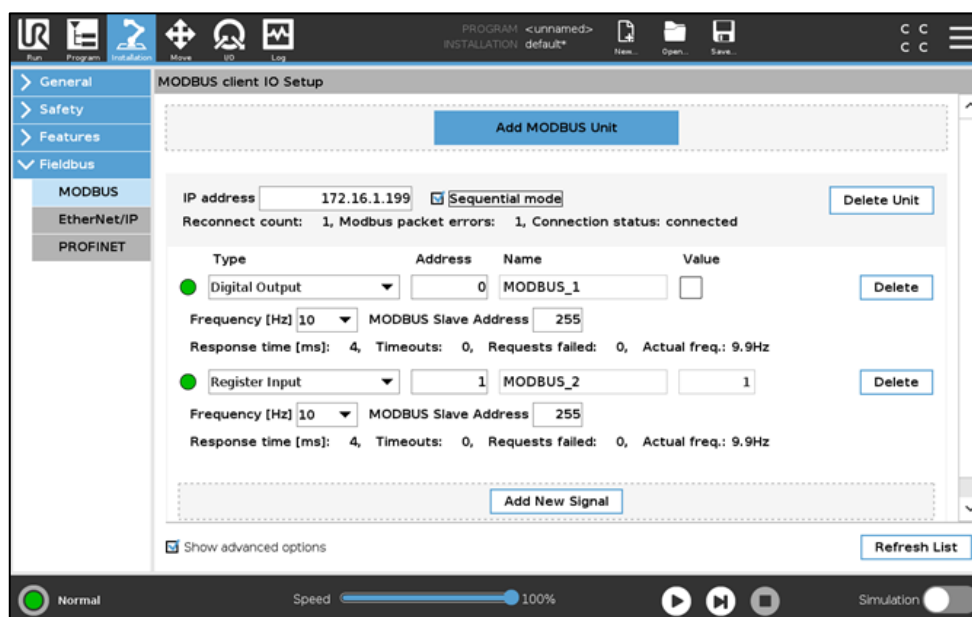 UR PROGRAM <unnamed>
INSTALLATION default*
Run Program Installation Move I/O Log New... Open... Save...
C C
C C
General
Safety
Features
Fieldbus
MODBUS
EtherNet/IP
PROFINET
MODBUS client IO Setup
Add MODBUS Unit
IP address 172.16.1.199 Sequential mode Delete Unit
Reconnect count: 1, Modbus packet errors: 1, Connection status: connected
Type Address Name Value
Digital Output 0 MODBUS_1 Delete
Frequency [Hz] 10 MODBUS Slave Address 255
Response time [ms]: 4, Timeouts: 0, Requests failed: 0, Actual freq.: 9.9Hz
Register Input 1 MODBUS_2 1 Delete
Frequency [Hz] 10 MODBUS Slave Address 255
Response time [ms]: 4, Timeouts: 0, Requests failed: 0, Actual freq.: 9.9Hz
Add New Signal
Show advanced options Refresh List
Normal Speed 100% Simulation